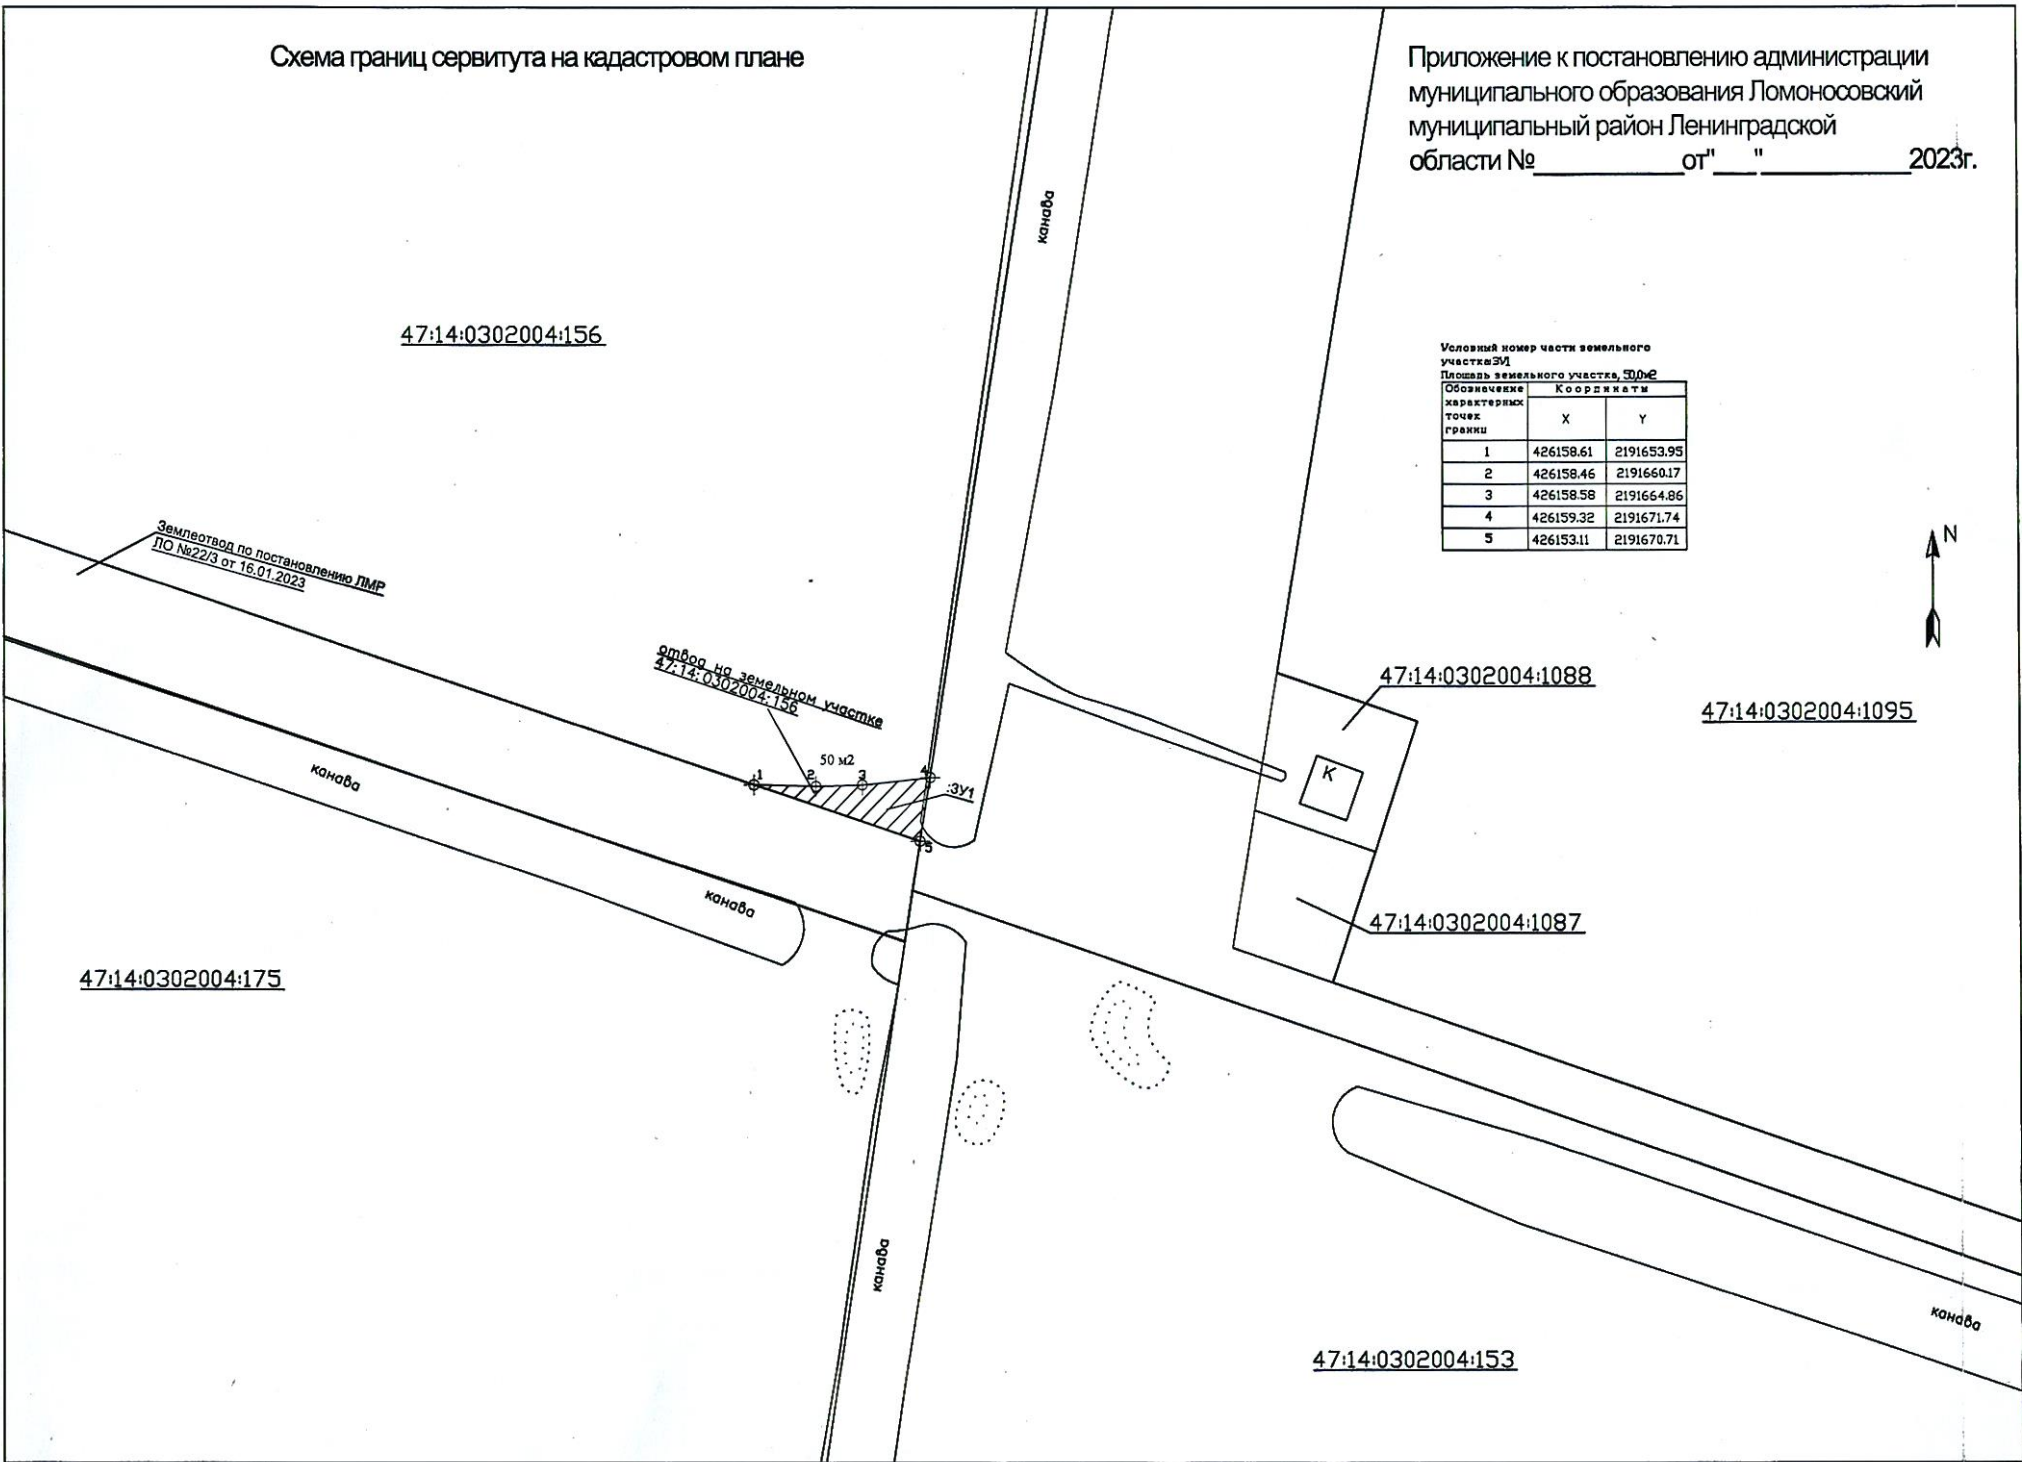 Схема границ сервитута на кадастровом плане
Приложение к постановлению администрации
муниципального образования Ломоносовский
муниципальный район Ленинградской
области №___________от"___"___________2023г.
канава
47:14:0302004:156
Условный номер части земельного
участка:ЗУ1
Площадь земельного участка, 50,0м2
Обозначение характерных точек границ
Координаты
X Y
1 426158.61 2191653.95
2 426158.46 2191660.17
3 426158.58 2191664.86
4 426159.32 2191671.74
5 426153.11 2191670.71
N
Землеотвод по постановлению ЛМР
ЛО №22/3 от 16.01.2023
отвод на земельном участке
47:14:0302004:156
47:14:0302004:1088
47:14:0302004:1095
50 м2
1 2 3 4
:ЗУ1
5
К
канава
канава
47:14:0302004:1087
47:14:0302004:175
канава
канава
47:14:0302004:153